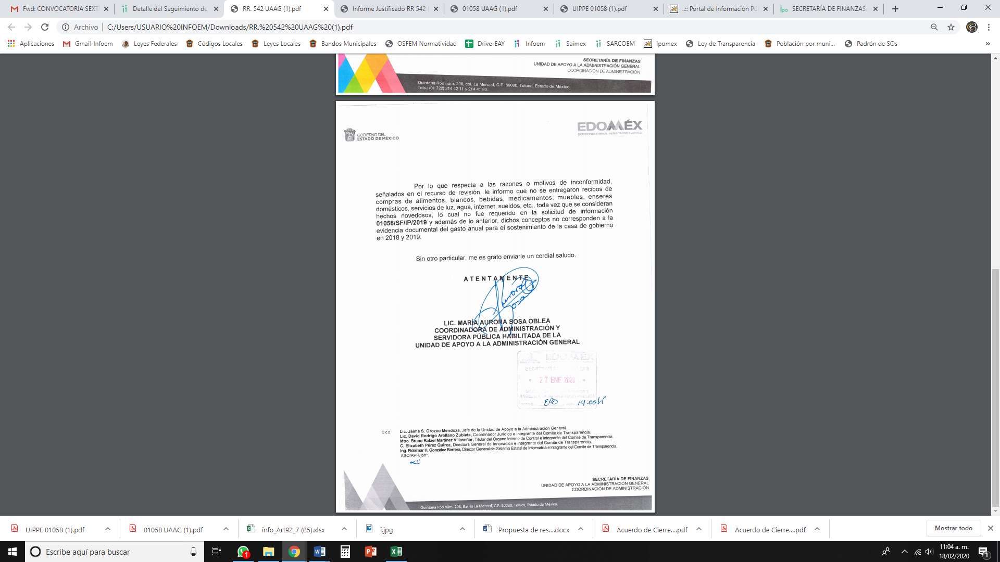 Fwd: CONVOCATORIA SEXT
Detalle del Seguimiento de
RR. 542 UAAG (1).pdf
Informe Justificado RR 542
01058 UAAG (1).pdf
UIPPE 01058 (1).pdf
..:: Portal de Información Pú
SECRETARÍA DE FINANZAS
Archivo
C:/Users/USUARIO%20INFOEM/Downloads/RR.%20542%20UAAG%20(1).pdf
Aplicaciones
Gmail-Infoem
Leyes Federales
Códigos Locales
Leyes Locales
Bandos Municipales
OSFEM Normatividad
Drive-EAY
Infoem
Saimex
SARCOEM
Ipomex
Ley de Transparencia
Población por muni...
Padrón de SOs
»
SECRETARÍA DE FINANZAS
UNIDAD DE APOYO A LA ADMINISTRACIÓN GENERAL
COORDINACIÓN DE ADMINISTRACIÓN
Quintana Roo núm. 208, col. La Merced, C.P. 50080, Toluca, Estado de México.
Tels.: (01 722) 214 42 11 y 214 41 80.
GOBIERNO DEL
ESTADO DE MÉXICO
EDOMÉX
DECISIONES FIRMES, RESULTADOS FUERTES.
Por lo que respecta a las razones o motivos de inconformidad,
señalados en el recurso de revisión, le informo que no se entregaron recibos de
compras de alimentos, blancos, bebidas, medicamentos, muebles, enseres
domésticos, servicios de luz, agua, internet, sueldos, etc., toda vez que se consideran
hechos novedosos, lo cual no fue requerido en la solicitud de información
01058/SF/IP/2019 y además de lo anterior, dichos conceptos no corresponden a la
evidencia documental del gasto anual para el sostenimiento de la casa de gobierno
en 2018 y 2019.
Sin otro particular, me es grato enviarle un cordial saludo.
A T E N T A M E N T E
Aurora
Sosa
LIC. MARÍA AURORA SOSA OBLEA
COORDINADORA DE ADMINISTRACIÓN Y
SERVIDORA PÚBLICA HABILITADA DE LA
UNIDAD DE APOYO A LA ADMINISTRACIÓN GENERAL
EDOMÉX
27 ENE 2020
14:00 h
C.c.p.
Lic. Jaime S. Orozco Mendoza, Jefe de la Unidad de Apoyo a la Administración General.
Lic. David Rodrigo Arellano Zubieta, Coordinador Jurídico e integrante del Comité de Transparencia.
Mtro. Bruno Rafael Martínez Villaseñor, Titular del Órgano Interno de Control e integrante del Comité de Transparencia.
C. Elizabeth Pérez Quiroz, Directora General de Innovación e integrante del Comité de Transparencia.
Ing. Fidelmar H. González Barrera, Director General del Sistema Estatal de Informática e Integrante del Comité de Transparencia.
ASO/APR/jbh*.
SECRETARÍA DE FINANZAS
UNIDAD DE APOYO A LA ADMINISTRACIÓN GENERAL
COORDINACIÓN DE ADMINISTRACIÓN
Quintana Roo núm. 208, Barrio La Merced, C.P. 50080, Toluca, Estado de México.
UIPPE 01058 (1).pdf
01058 UAAG (1).pdf
info_Art92_7 (85).xlsx
i.jpg
Propuesta de res....docx
Acuerdo de Cierre....pdf
Acuerdo de Cierre....pdf
Mostrar todo
Escribe aquí para buscar
1
11:04 a. m.
18/02/2020
1